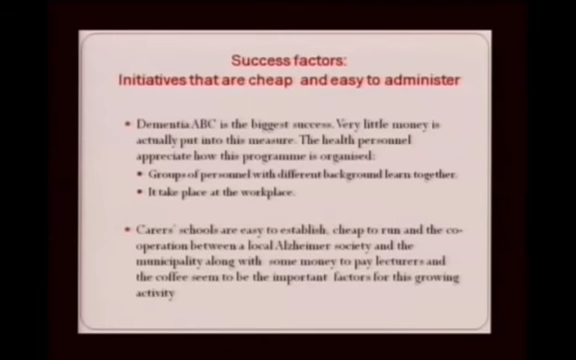 Success factors:
Initiatives that are cheap and easy to administer
• Dementia ABC is the biggest success. Very little money is
actually put into this measure. The health personnel
appreciate how this programme is organised:
• Groups of personnel with different background learn together.
• It take place at the workplace.
• Carers' schools are easy to establish, cheap to run and the co-
operation between a local Alzheimer society and the
municipality along with some money to pay lecturers and
the coffee seem to be the important factors for this growing
activity